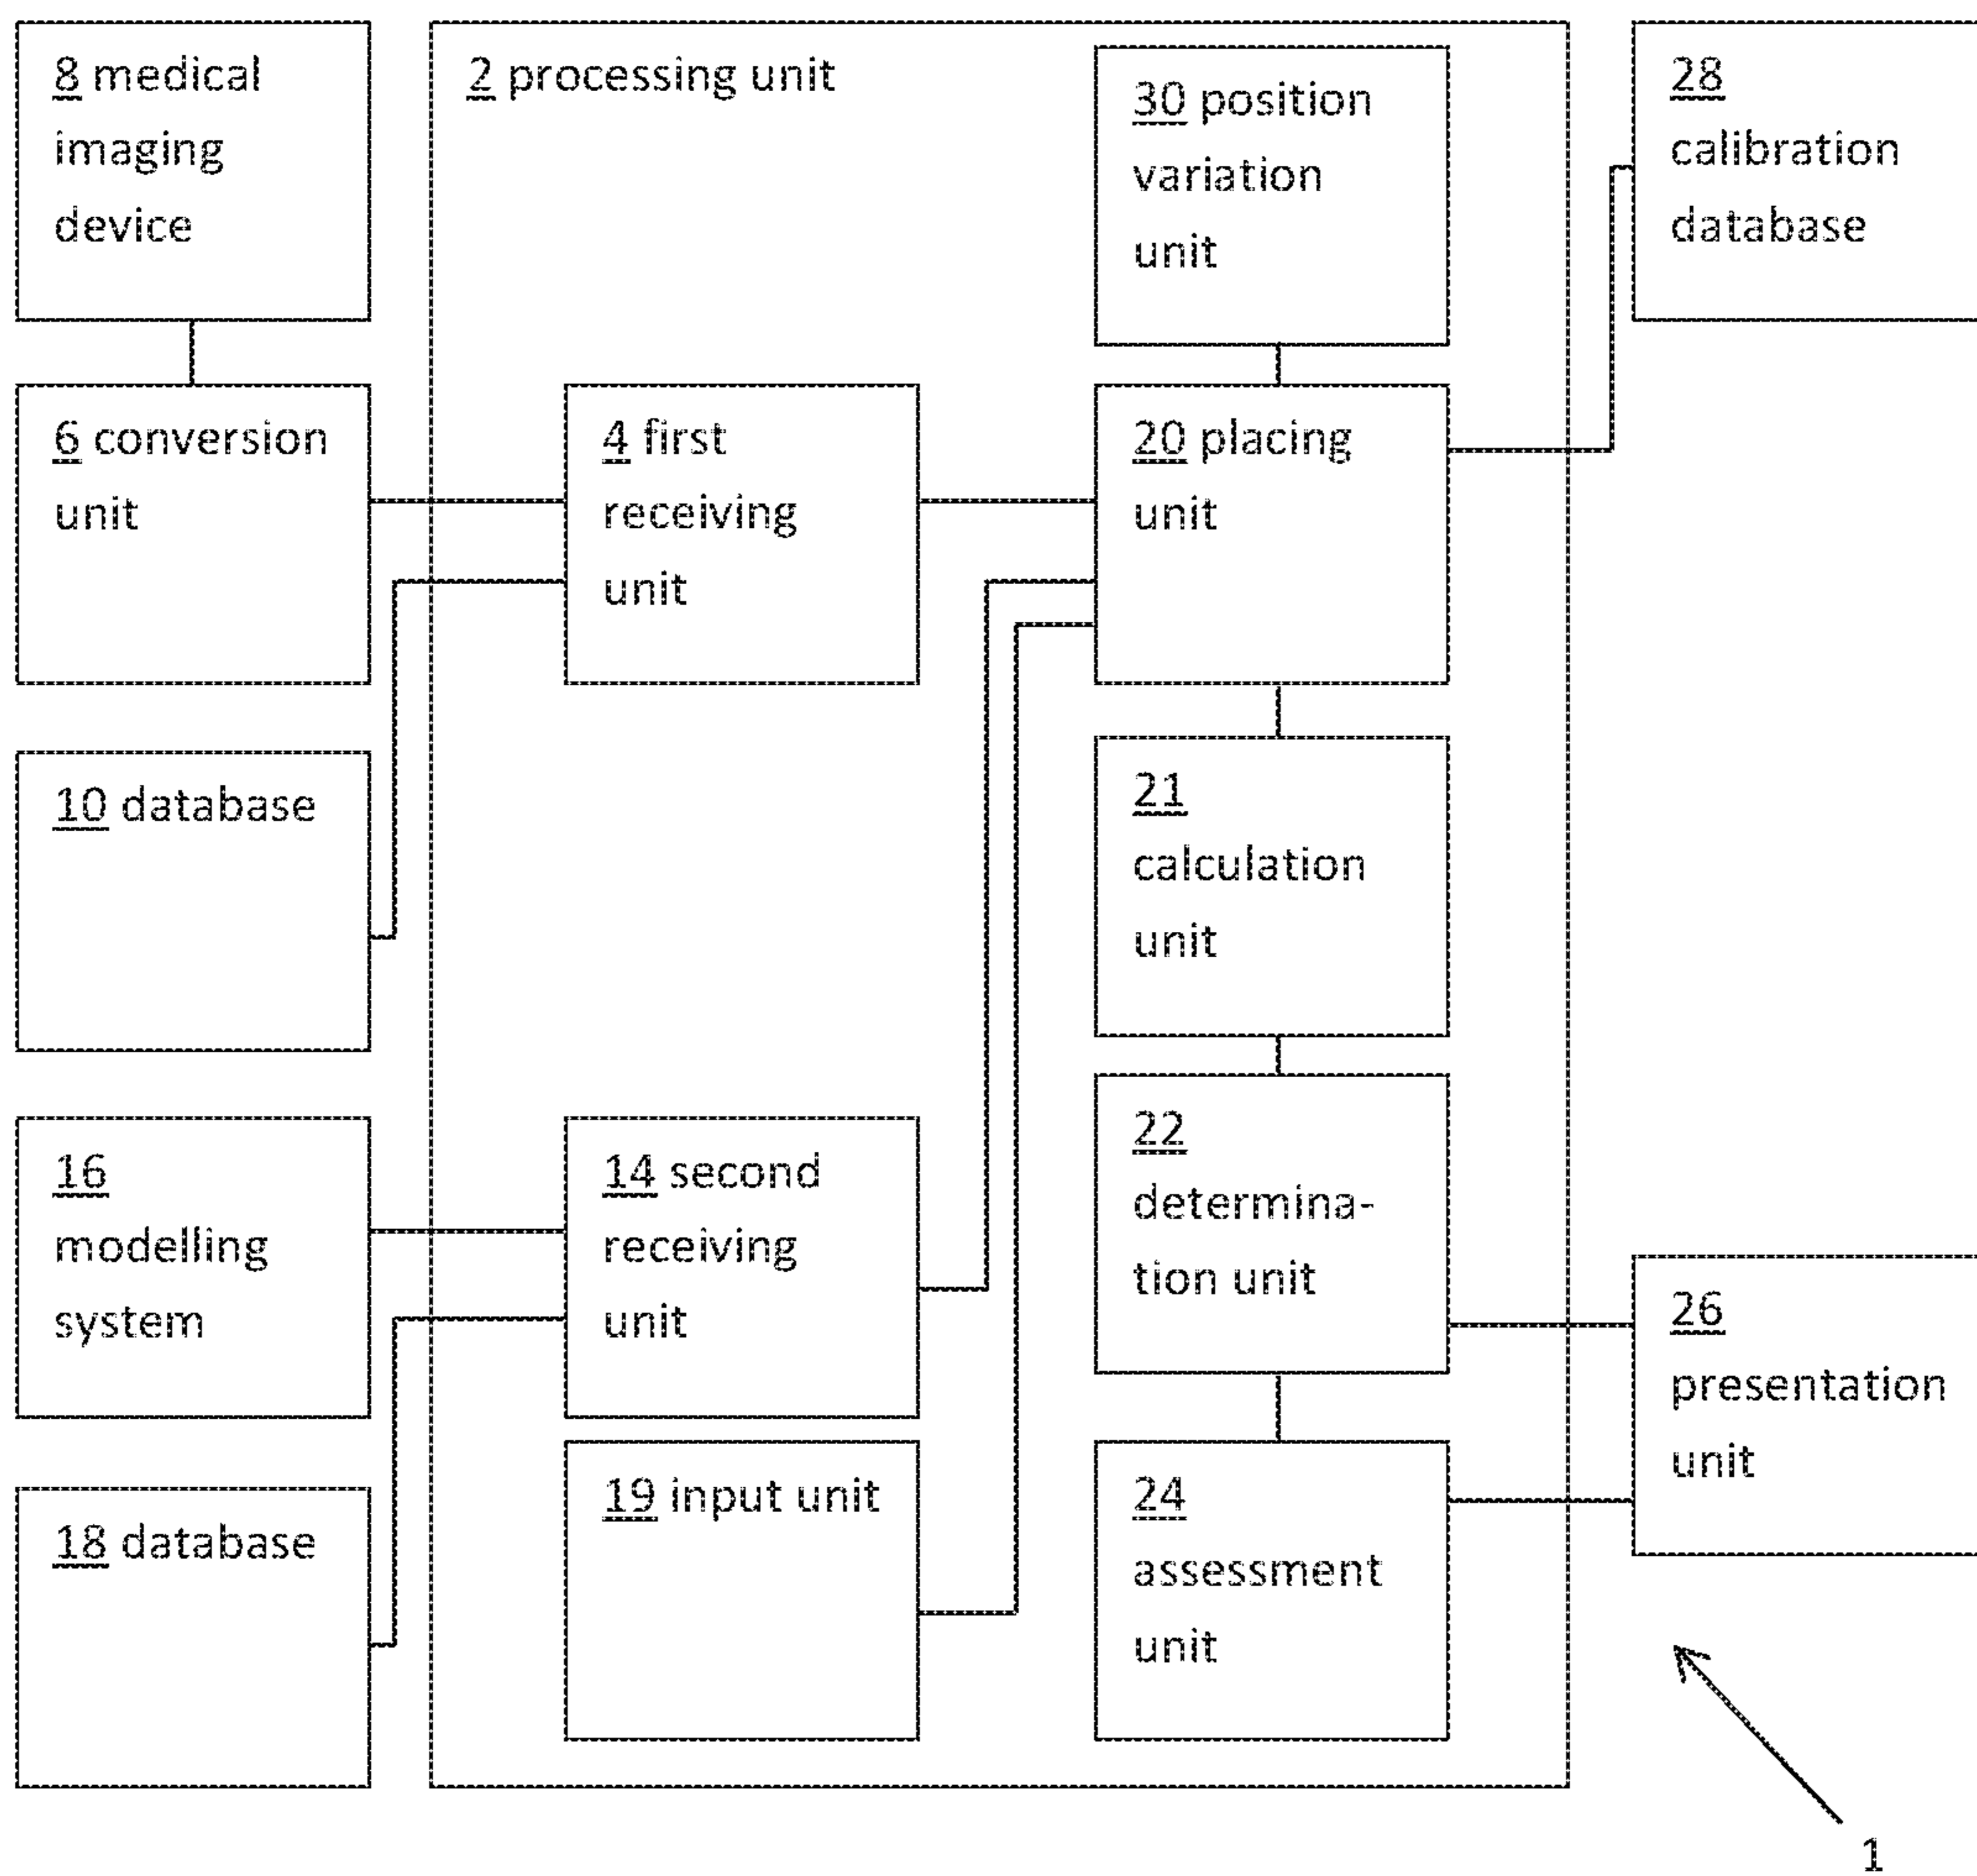 8 medical
imaging
device
2 processing unit
30 position
variation
unit
28
calibration
database
6 conversion
unit
4 first
receiving
unit
20 placing
unit
10 database
21
calculation
unit
16
modelling
system
14 second
receiving
unit
22
determina-
tion unit
26
presentation
unit
18 database
19 input unit
24
assessment
unit
1